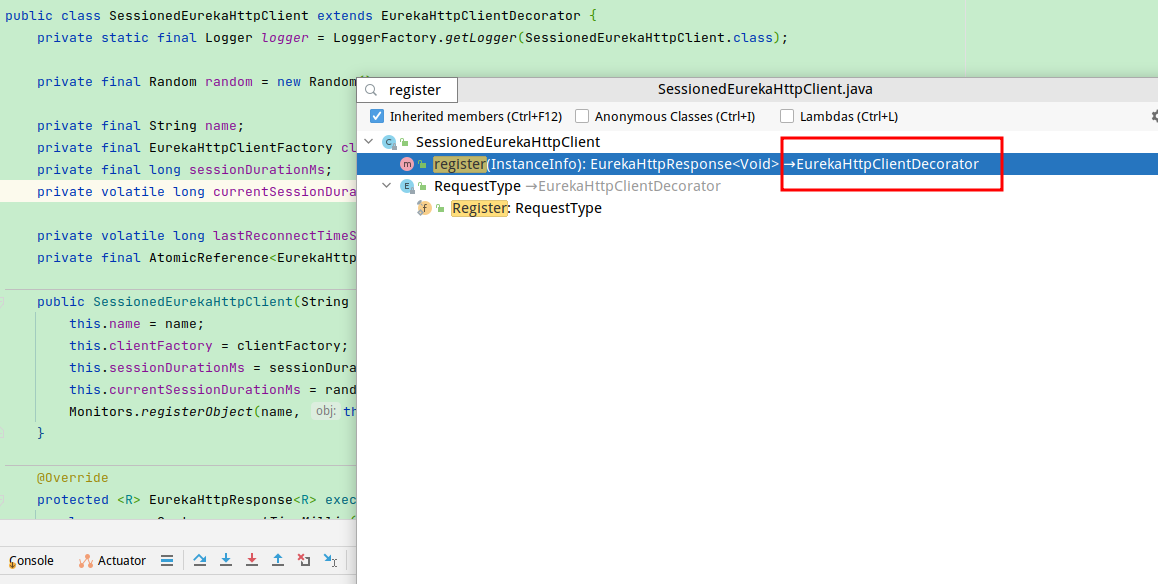 public class SessionedEurekaHttpClient extends EurekaHttpClientDecorator {
private static final Logger logger = LoggerFactory.getLogger(SessionedEurekaHttpClient.class);
private final Random random = new Random()
register
SessionedEurekaHttpClient.java
Inherited members (Ctrl+F12) Anonymous Classes (Ctrl+I) Lambdas (Ctrl+L)
private final String name;
SessionedEurekaHttpClient
private final EurekaHttpClientFactory cl
m register(InstanceInfo): EurekaHttpResponse<Void> →EurekaHttpClientDecorator
private final long sessionDurationMs;
RequestType →EurekaHttpClientDecorator
private volatile long currentSessionDura
Register: RequestType
private volatile long lastReconnectTimeS
private final AtomicReference<EurekaHttp
public SessionedEurekaHttpClient(String
this.name = name;
this.clientFactory = clientFactory;
this.sessionDurationMs = sessionDura
this.currentSessionDurationMs = rand
Monitors.registerObject(name, obj: th
}
@Override
protected <R> EurekaHttpResponse<R> exec
Console Actuator